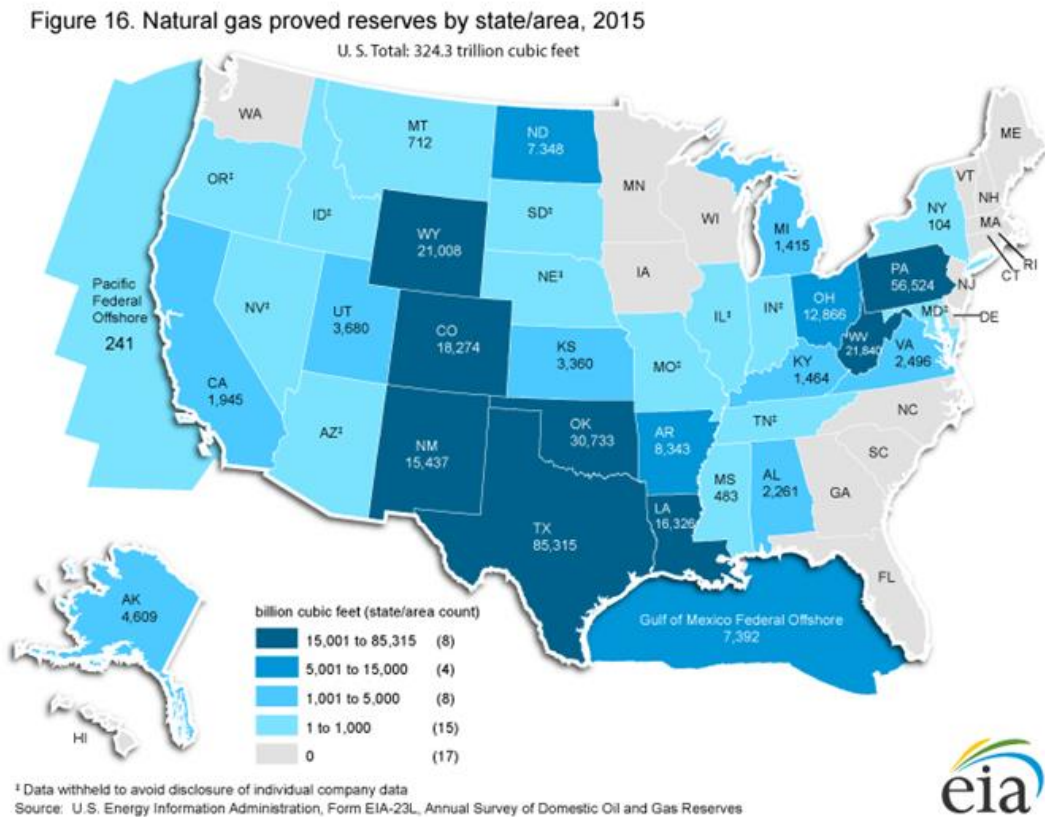 Figure 16. Natural gas proved reserves by state/area, 2015
U. S. Total: 324.3 trillion cubic feet
WA
MT
712
ND
7.348
MN
ME
VT
NH
OR‡
ID‡
SD‡
WI
MI
1,415
NY
104
MA
RI
CT
WY
21,008
IA
PA
56,524
NJ
NE‡
Pacific
Federal
Offshore
241
NV‡
UT
3,680
CO
18,274
KS
3,360
IL‡
IN‡
OH
12,866
MD‡
DE
WV
21,840
VA
2,496
MO‡
KY
1,464
CA
1,945
AZ‡
NM
15,437
OK
30,733
AR
8,343
TN‡
NC
SC
MS
483
AL
2,261
GA
LA
16,326
TX
85,315
FL
Gulf of Mexico Federal Offshore
7,392
AK
4,609
HI
billion cubic feet (state/area count)
15,001 to 85,315 (8)
5,001 to 15,000 (4)
1,001 to 5,000 (8)
1 to 1,000 (15)
0 (17)
‡ Data withheld to avoid disclosure of individual company data
Source: U.S. Energy Information Administration, Form EIA-23L, Annual Survey of Domestic Oil and Gas Reserves
eia